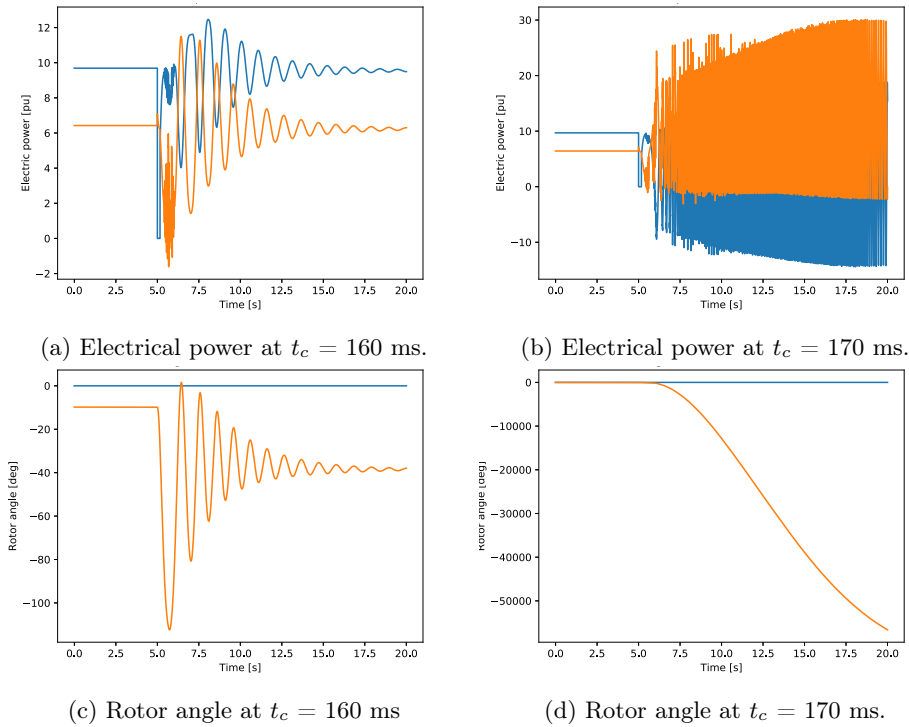 14
12
10
8
6
4
2
0
−2
Electric power [pu]
0.0 2.5 5.0 7.5 10.0 12.5 15.0 17.5 20.0
Time [s]
30
20
10
0
−10
Electric power [pu]
0.0 2.5 5.0 7.5 10.0 12.5 15.0 17.5 20.0
Time [s]
(a) Electrical power at t_c = 160 ms.
(b) Electrical power at t_c = 170 ms.
0
−20
−40
−60
−80
−100
Rotor angle [deg]
0.0 2.5 5.0 7.5 10.0 12.5 15.0 17.5 20.0
Time [s]
0
−10000
−20000
−30000
−40000
−50000
Rotor angle [deg]
0.0 2.5 5.0 7.5 10.0 12.5 15.0 17.5 20.0
Time [s]
(c) Rotor angle at t_c = 160 ms
(d) Rotor angle at t_c = 170 ms.